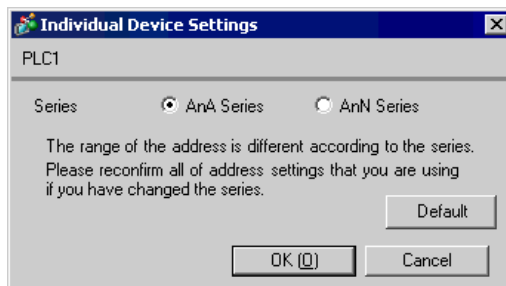 Individual Device Settings
PLC1
Series AnA Series AnN Series
The range of the address is different according to the series.
Please reconfirm all of address settings that you are using
if you have changed the series.
Default
OK (O) Cancel